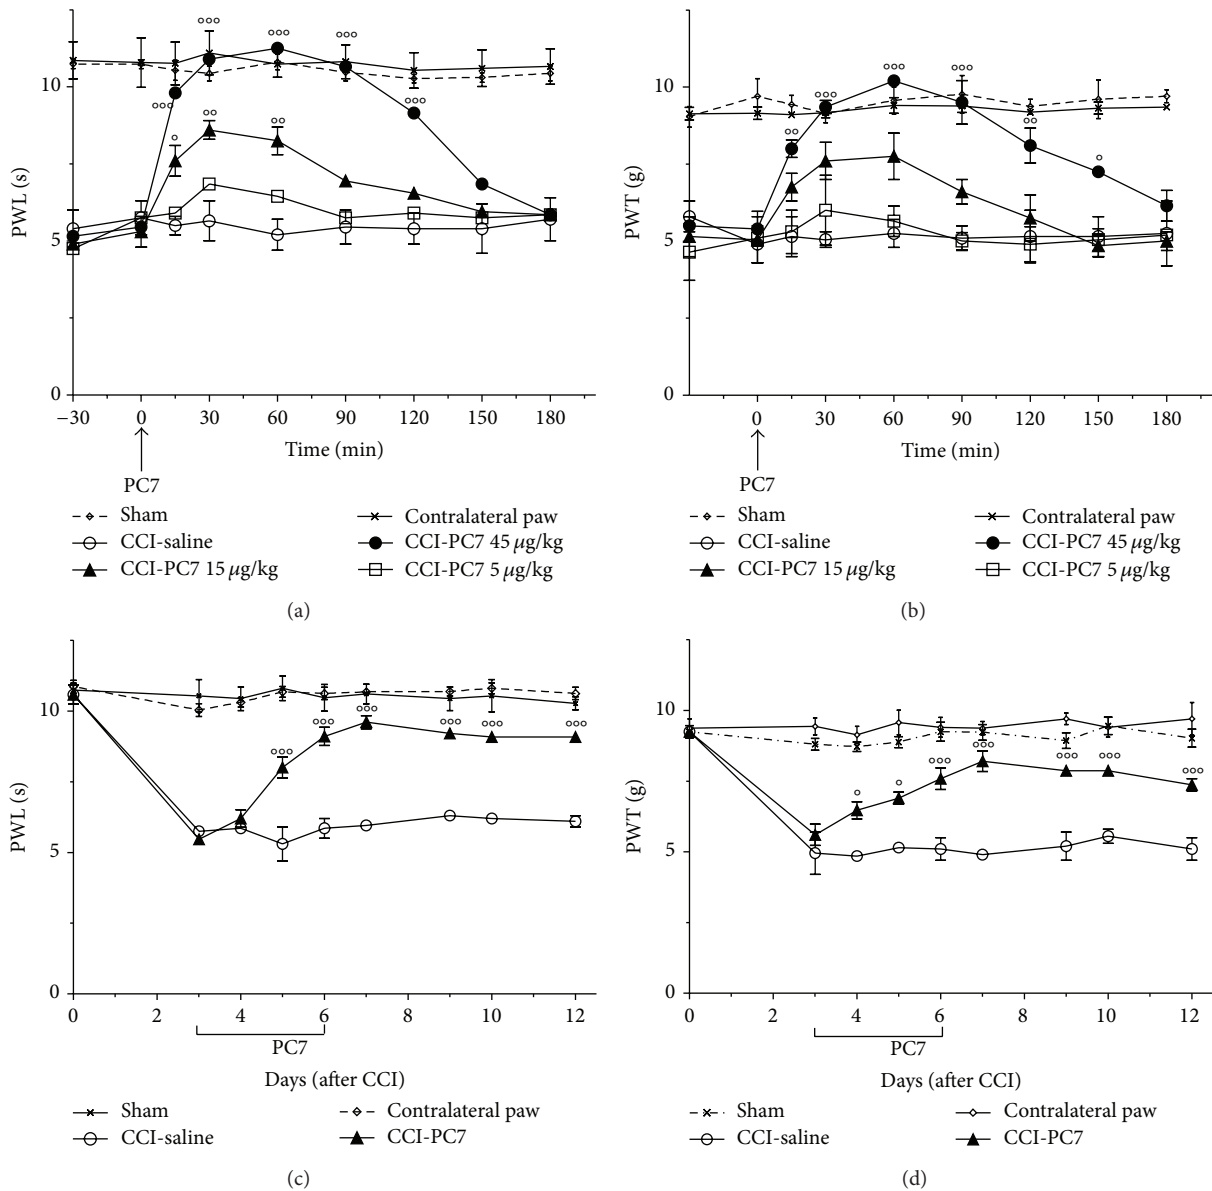 10
5
0
PWL (s)
−30 0 30 60 90 120 150 180
Time (min)
PC7
Sham
CCI-saline
CCI-PC7 15 μg/kg
Contralateral paw
CCI-PC7 45 μg/kg
CCI-PC7 5 μg/kg
(a)
10
5
0
PWT (g)
0 30 60 90 120 150 180
Time (min)
PC7
Sham
CCI-saline
CCI-PC7 15 μg/kg
Contralateral paw
CCI-PC7 45 μg/kg
CCI-PC7 5 μg/kg
(b)
10
5
0
PWL (s)
0 2 4 6 8 10 12
PC7
Days (after CCI)
Sham
CCI-saline
Contralateral paw
CCI-PC7
(c)
10
5
0
PWT (g)
0 2 4 6 8 10 12
PC7
Days (after CCI)
Sham
CCI-saline
Contralateral paw
CCI-PC7
(d)